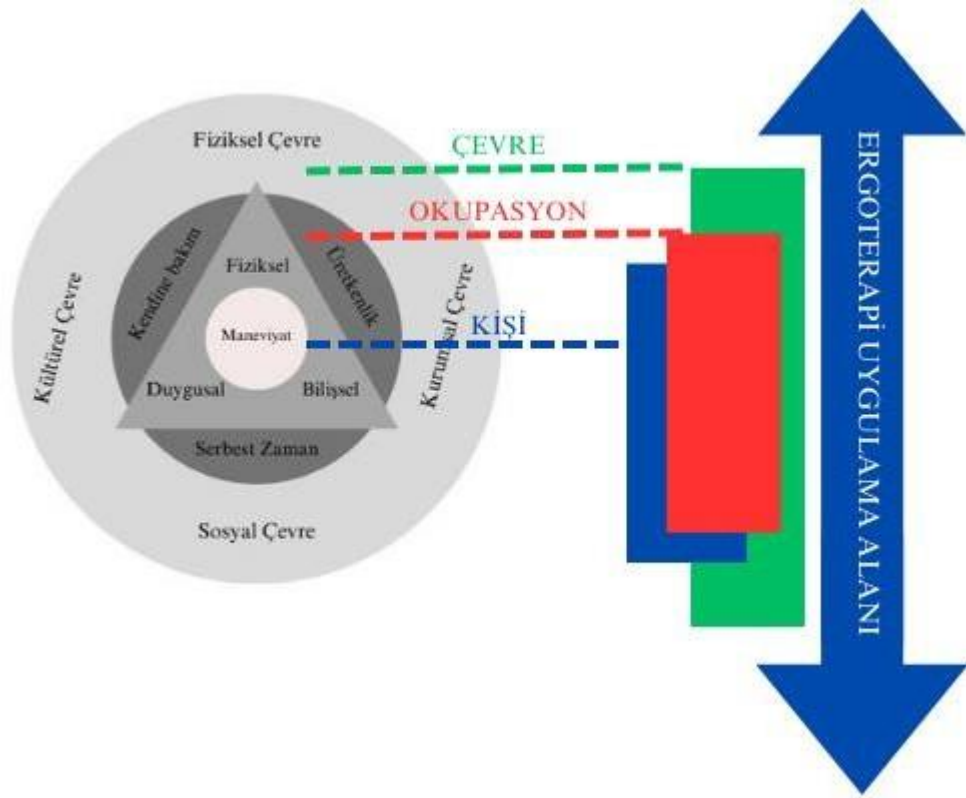 Fiziksel Çevre
ÇEVRE
OKUPASYON
Kendine bakım
Fiziksel
Üretkenlik
Kültürel Çevre
Maneviyat
KİŞİ
Kurumsal Çevre
Duygusal
Bilişsel
Serbest Zaman
Sosyal Çevre
ERGOTERAPİ UYGULAMA ALANI